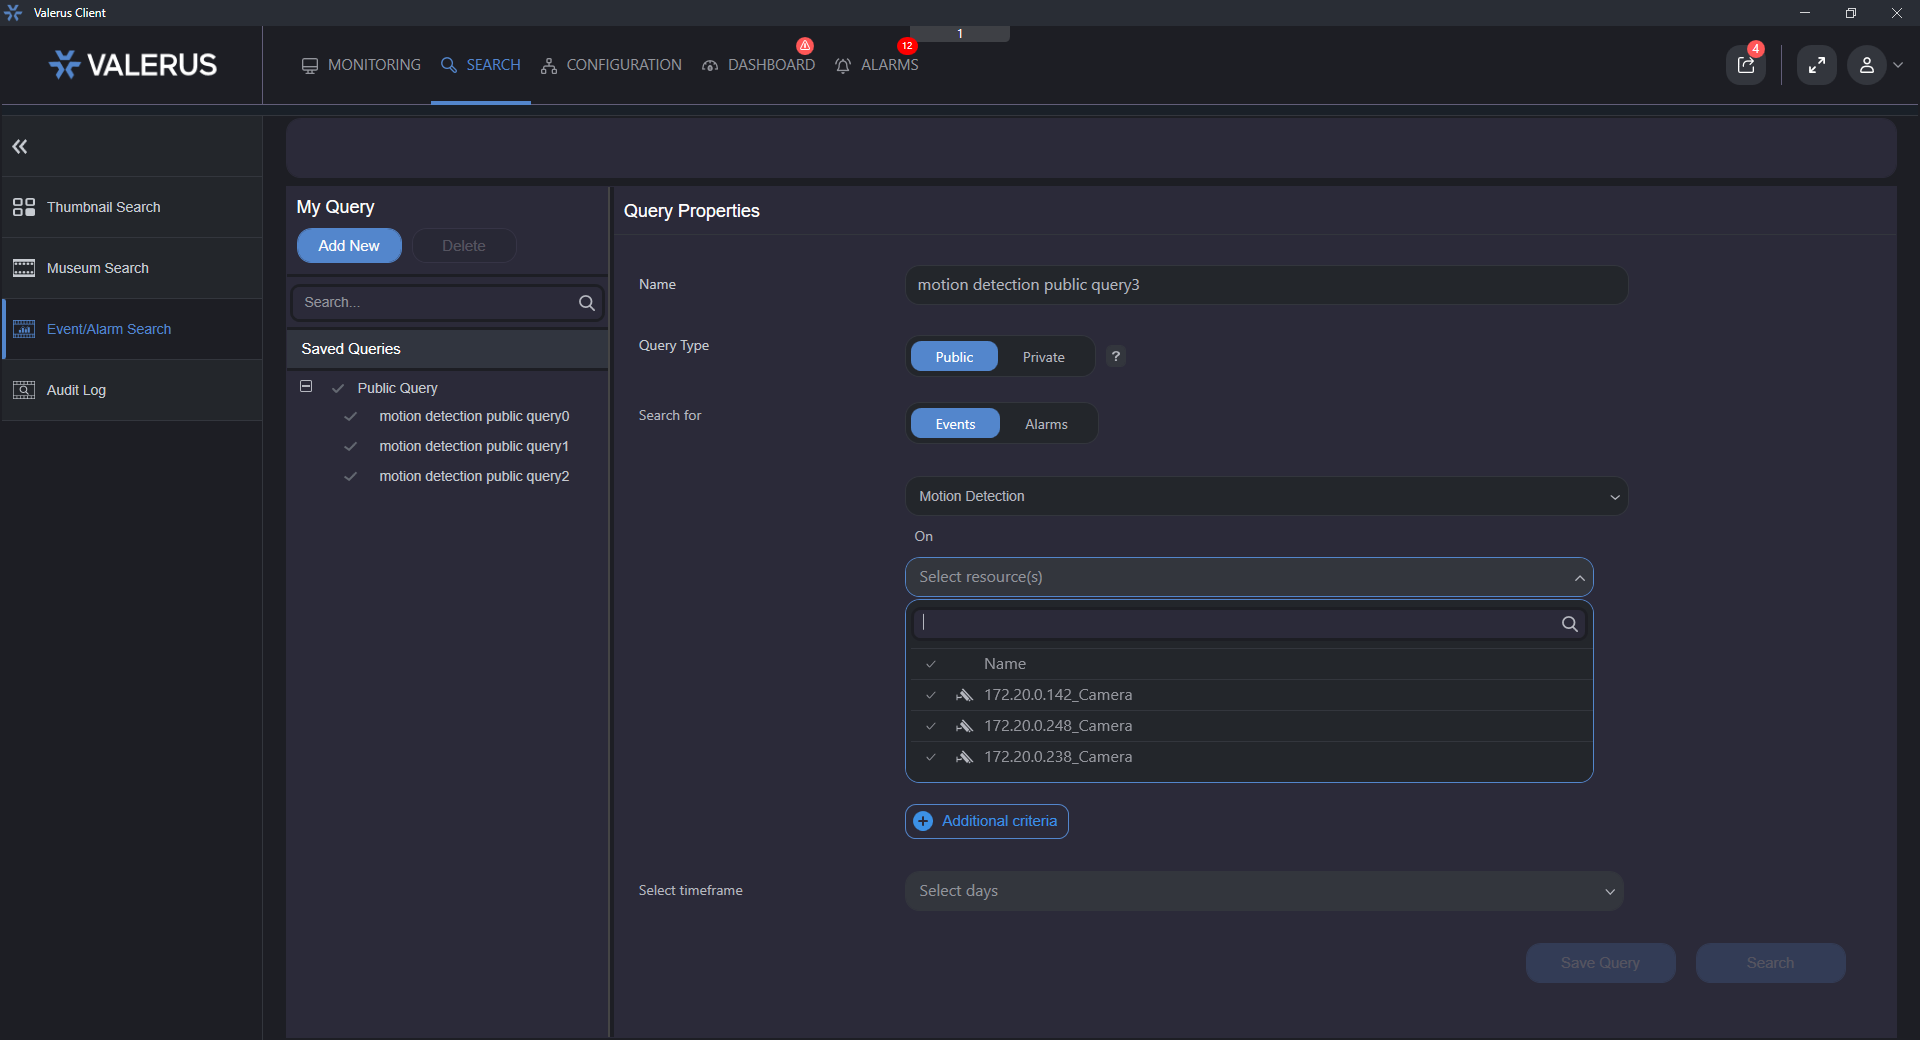 Valerus Client
1
VALERUS
MONITORING
SEARCH
CONFIGURATION
DASHBOARD
12
ALARMS
4
Thumbnail Search
Museum Search
Event/Alarm Search
Audit Log
My Query
Add New
Delete
Search...
Saved Queries
Public Query
motion detection public query0
motion detection public query1
motion detection public query2
Query Properties
Name
motion detection public query3
Query Type
Public
Private
?
Search for
Events
Alarms
Motion Detection
On
Select resource(s)
Name
172.20.0.142_Camera
172.20.0.248_Camera
172.20.0.238_Camera
Additional criteria
Select timeframe
Select days
Save Query
Search